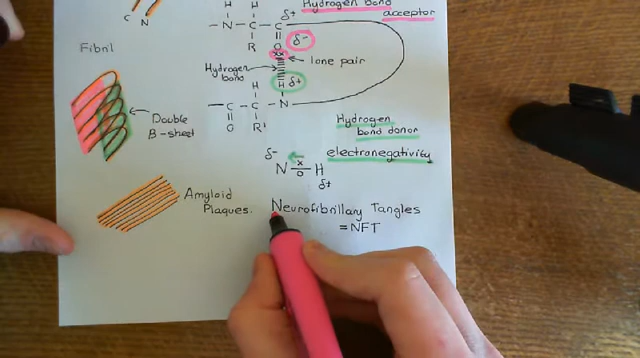 Hydrogen bond
acceptor
C N
H H δ+
-N-C-C
R O δ-
Fibril
lone pair
Hydrogen
bond
H H δ+
-C-C-N
O R'
Double
B-sheet
Hydrogen
bond donor
electronegativity
δ-
N x o H
δ+
Amyloid
Plaques.
Neurofibrillary Tangles
=NFT